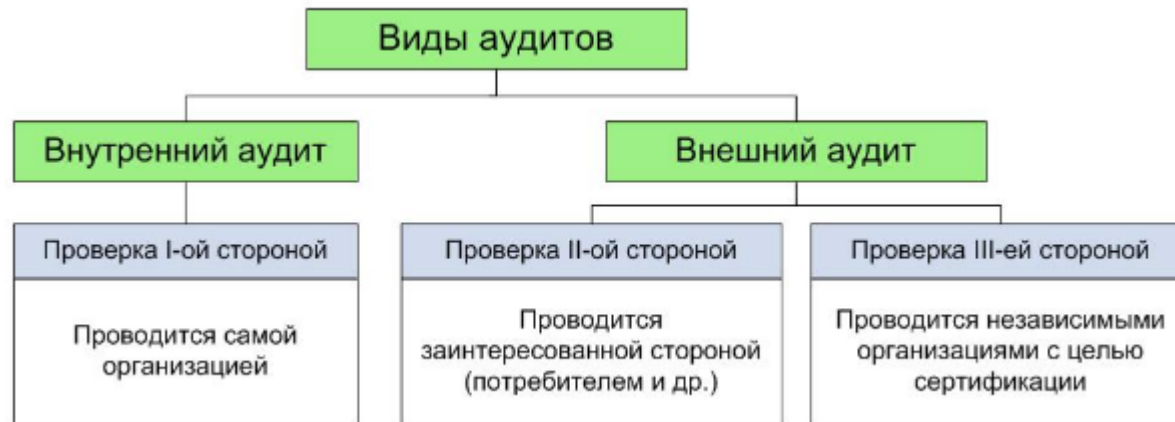 Виды аудитов
Внутренний аудит
Внешний аудит
Проверка I-ой стороной
Проводится самой
организацией
Проверка II-ой стороной
Проводится
заинтересованной стороной
(потребителем и др.)
Проверка III-ей стороной
Проводится независимыми
организациями с целью
сертификации